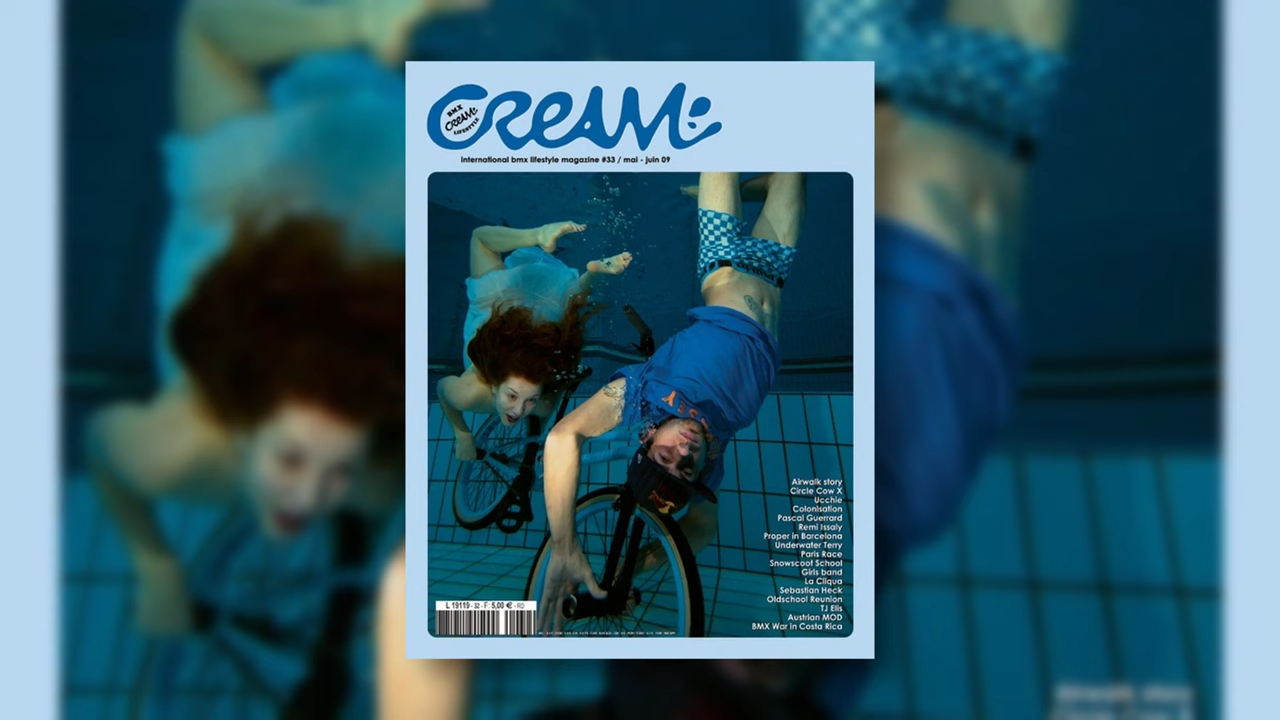 CREAM:
BMX
CREAM:
LIFESTYLE
international bmx lifestyle magazine #33 / mai - juin 09
Airwalk story
Circle Cow X
Ucchie
Colonisation
Pascal Guerrard
Remi Issaly
Proper in Barcelona
Underwater Terry
Paris Race
Snowscoot School
Girls band
La Cliqua
Sebastian Heck
Oldschool Reunion
TJ Ellis
Austrian MOD
BMX War in Costa Rica
L 19119 - 32 - F: 5,00 € - RD